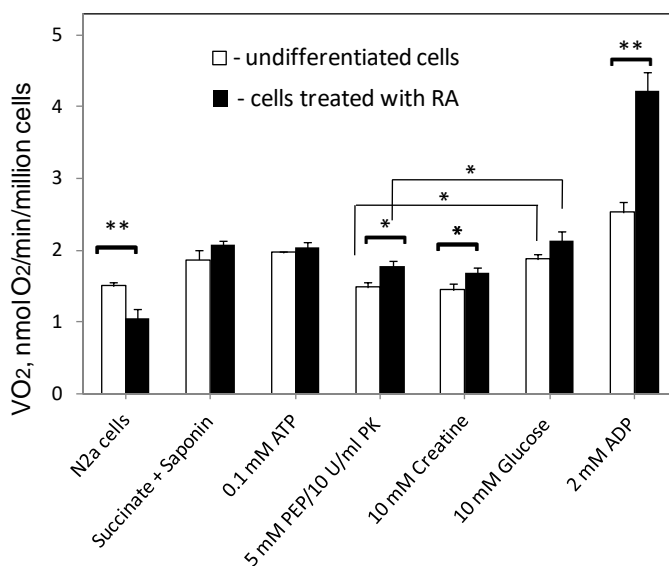 5
4
3
2
1
0
VO2, nmol O2/min/million cells
- undifferentiated cells
- cells treated with RA
**
**
*
*
*
*
N2a cells
Succinate + Saponin
0.1 mM ATP
5 mM PEP/10 U/ml PK
10 mM Creatine
10 mM Glucose
2 mM ADP